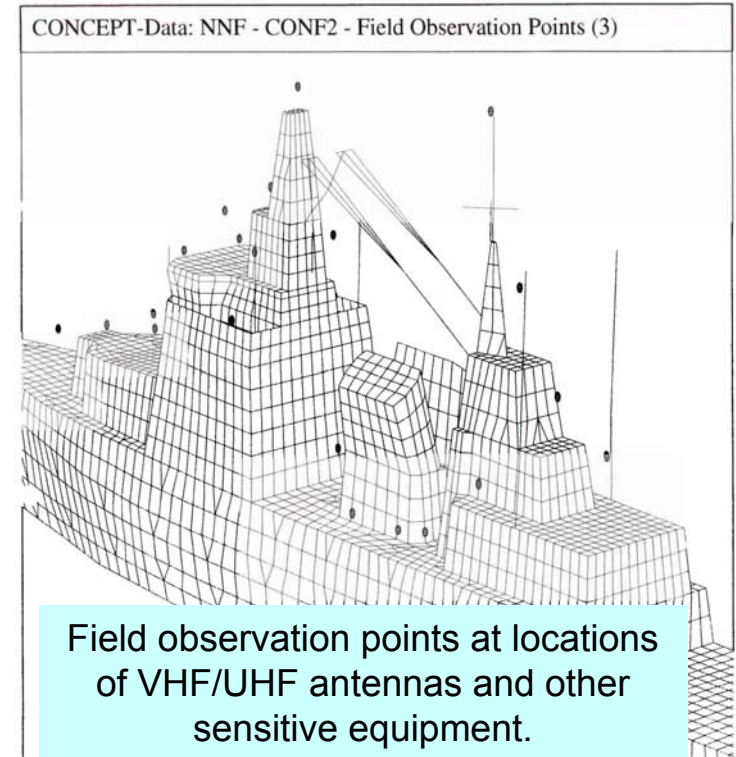 CONCEPT-Data: NNF - CONF2 - Field Observation Points (3)
Field observation points at locations
of VHF/UHF antennas and other
sensitive equipment.